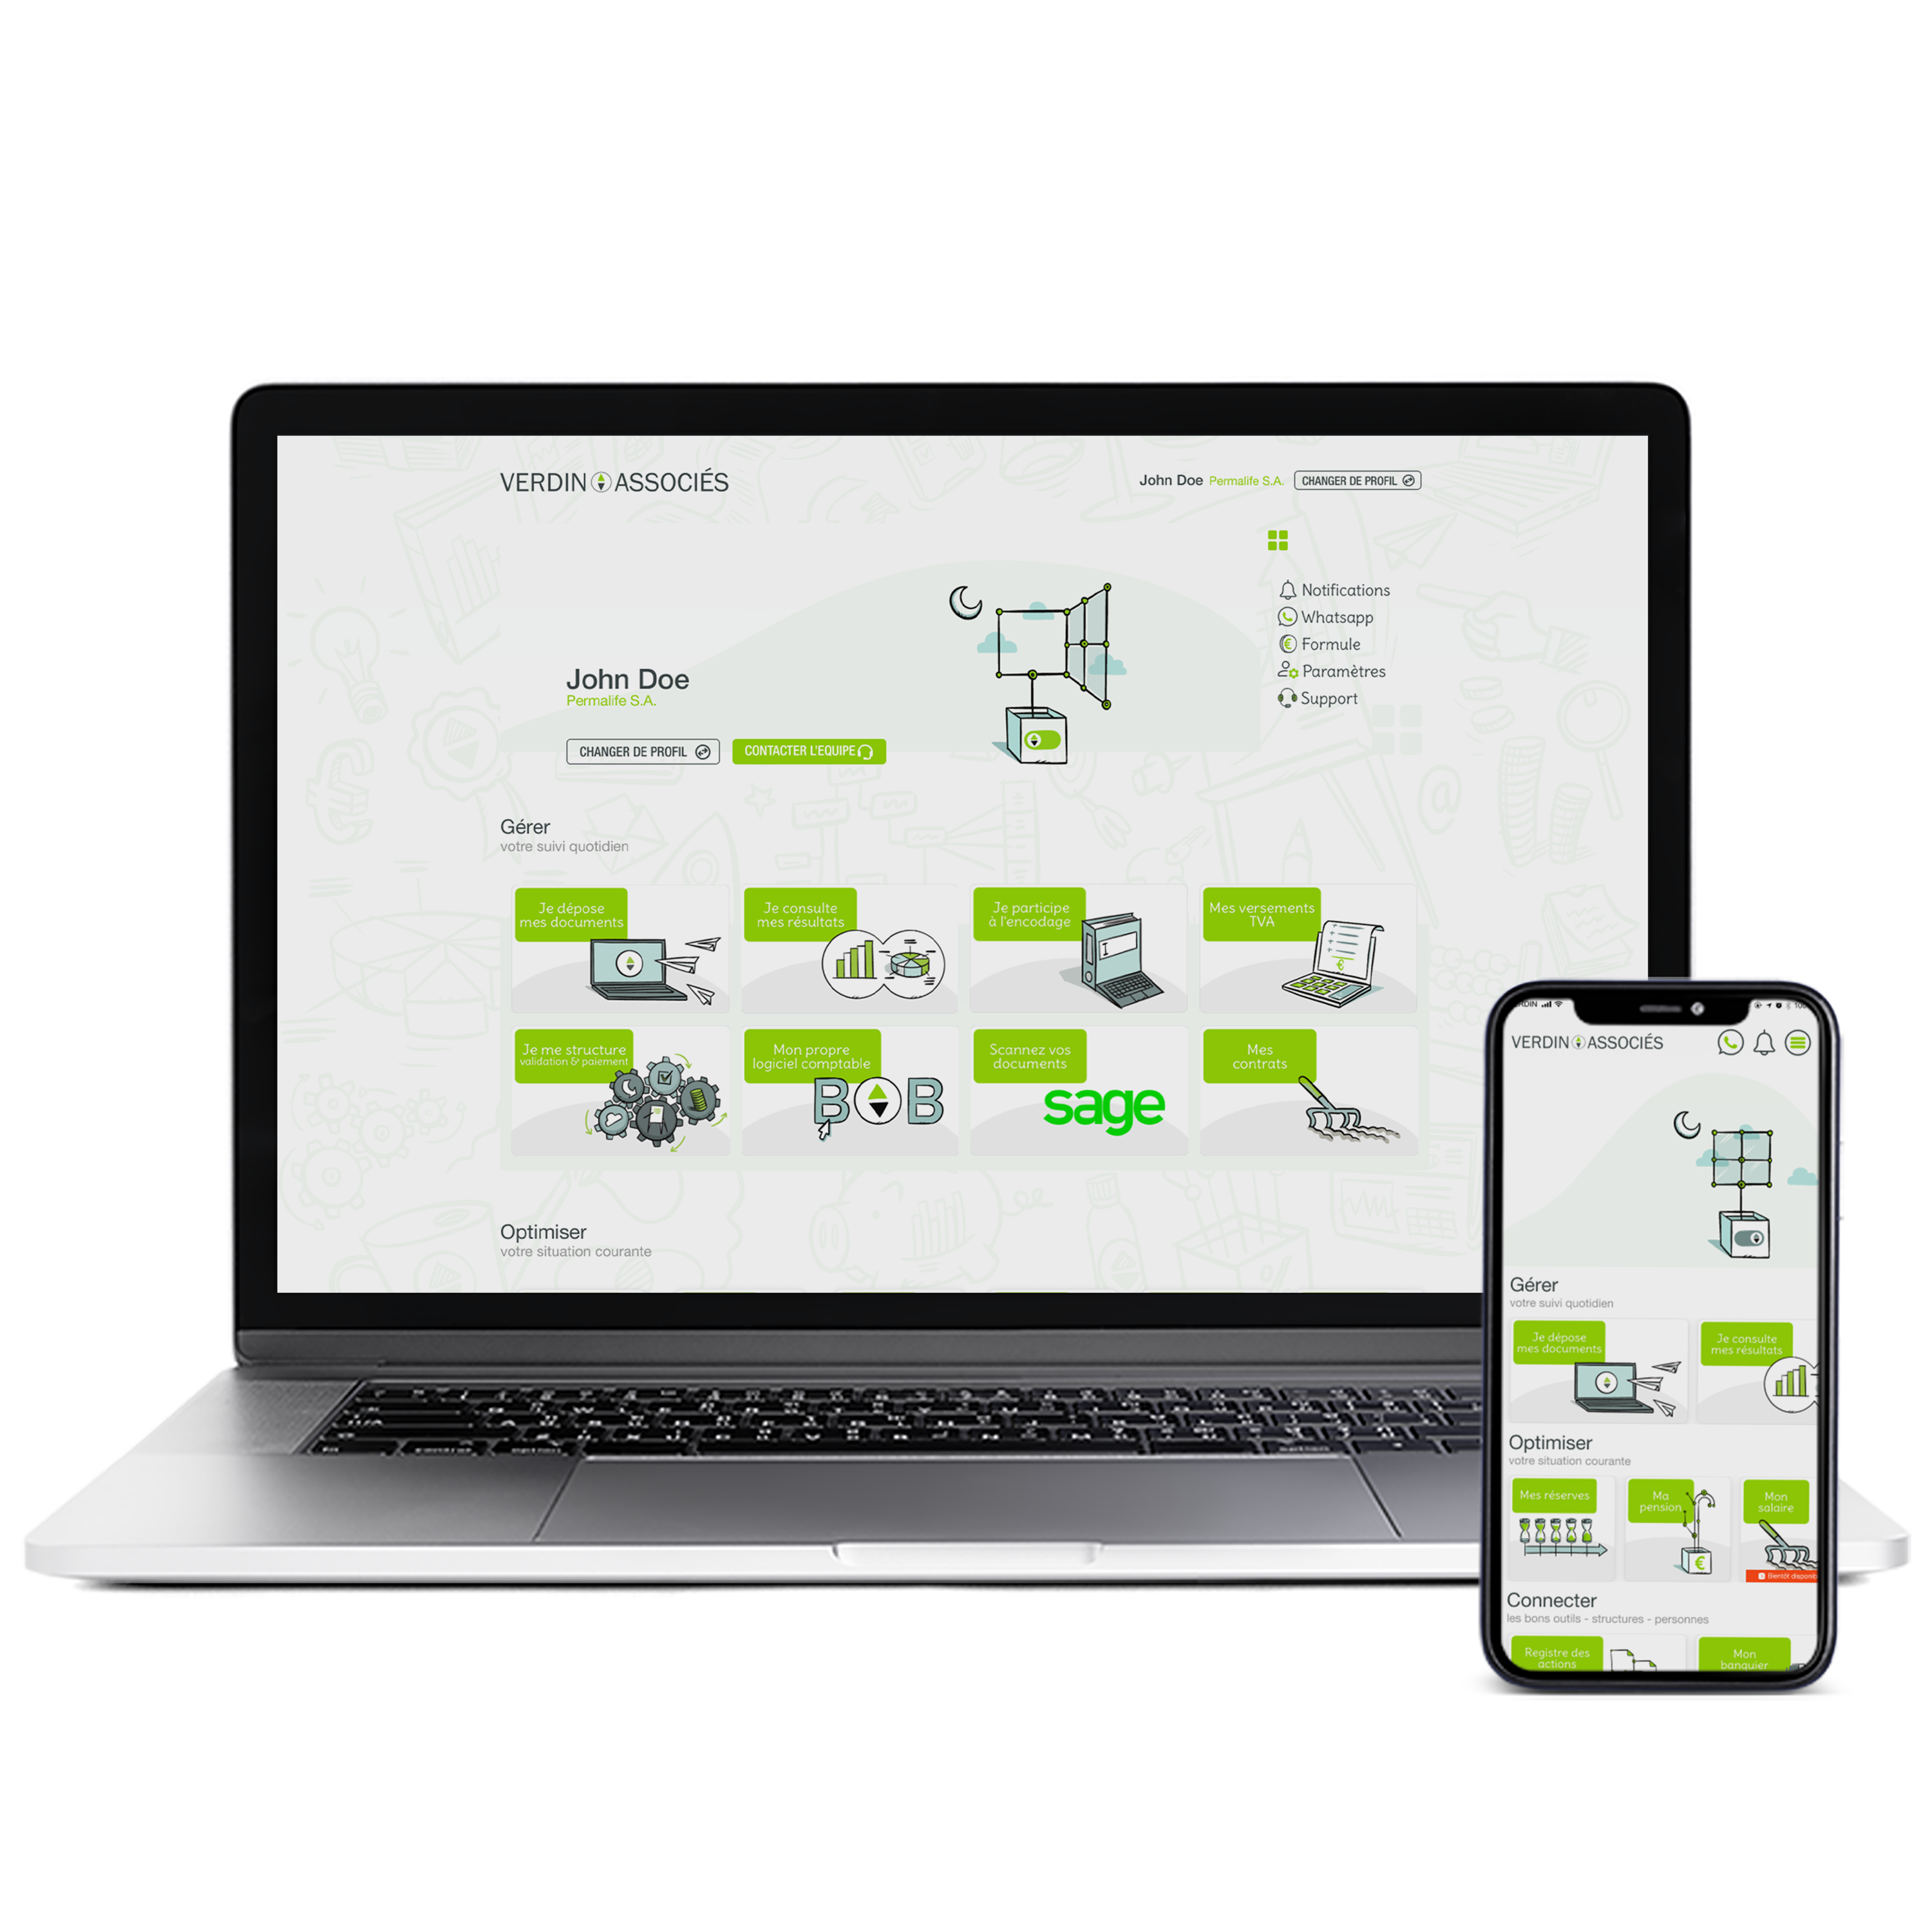 VERDIN ASSOCIÉS
John Doe Permalife S.A. CHANGER DE PROFIL
Notifications
Whatsapp
Formule
Paramètres
Support
John Doe
Permalife S.A.
CHANGER DE PROFIL
CONTACTER L'EQUIPE
Gérer
votre suivi quotidien
Je dépose
mes documents
Je consulte
mes résultats
Je participe
à l'encodage
Mes versements
TVA
Je me structure
validation & paiement
Mon propre
logiciel comptable
BOB
Scannez vos
documents
sage
Mes
contrats
Optimiser
votre situation courante
VERDIN ASSOCIÉS
Gérer
votre suivi quotidien
Je dépose
mes documents
Je consulte
mes résultats
Optimiser
votre situation courante
Mes réserves
Ma
pension
Mon
salaire
Bientôt disponib
Connecter
les bons outils - structures - personnes
Registre des
actions
Mon
banquier